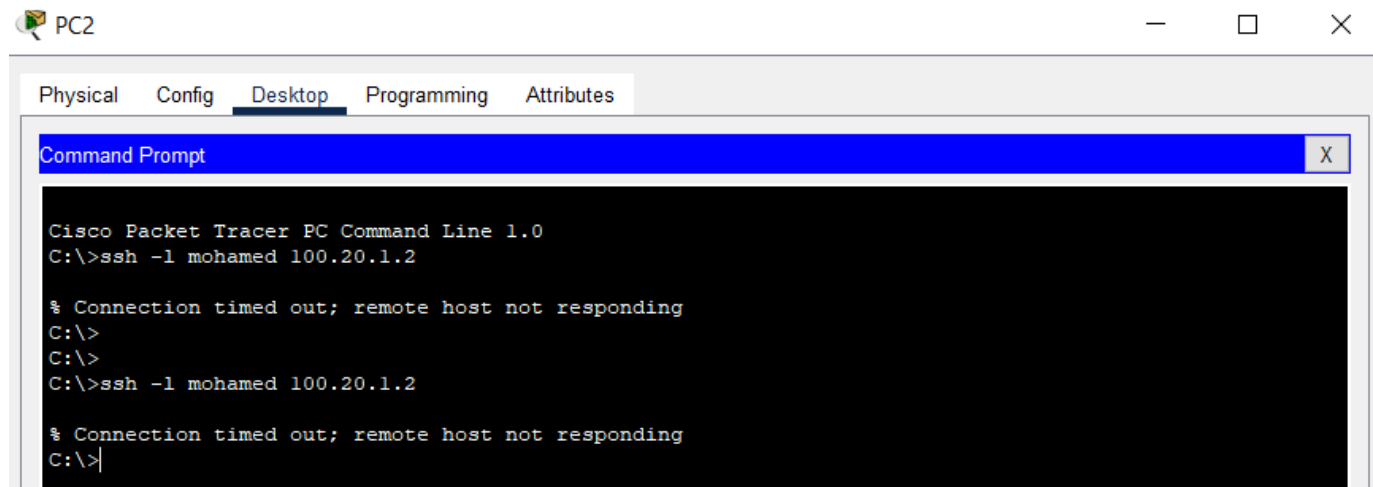 PC2
Physical Config Desktop Programming Attributes
Command Prompt X
Cisco Packet Tracer PC Command Line 1.0
C:\>ssh -l mohamed 100.20.1.2
% Connection timed out; remote host not responding
C:\>
C:\>
C:\>ssh -l mohamed 100.20.1.2
% Connection timed out; remote host not responding
C:\>